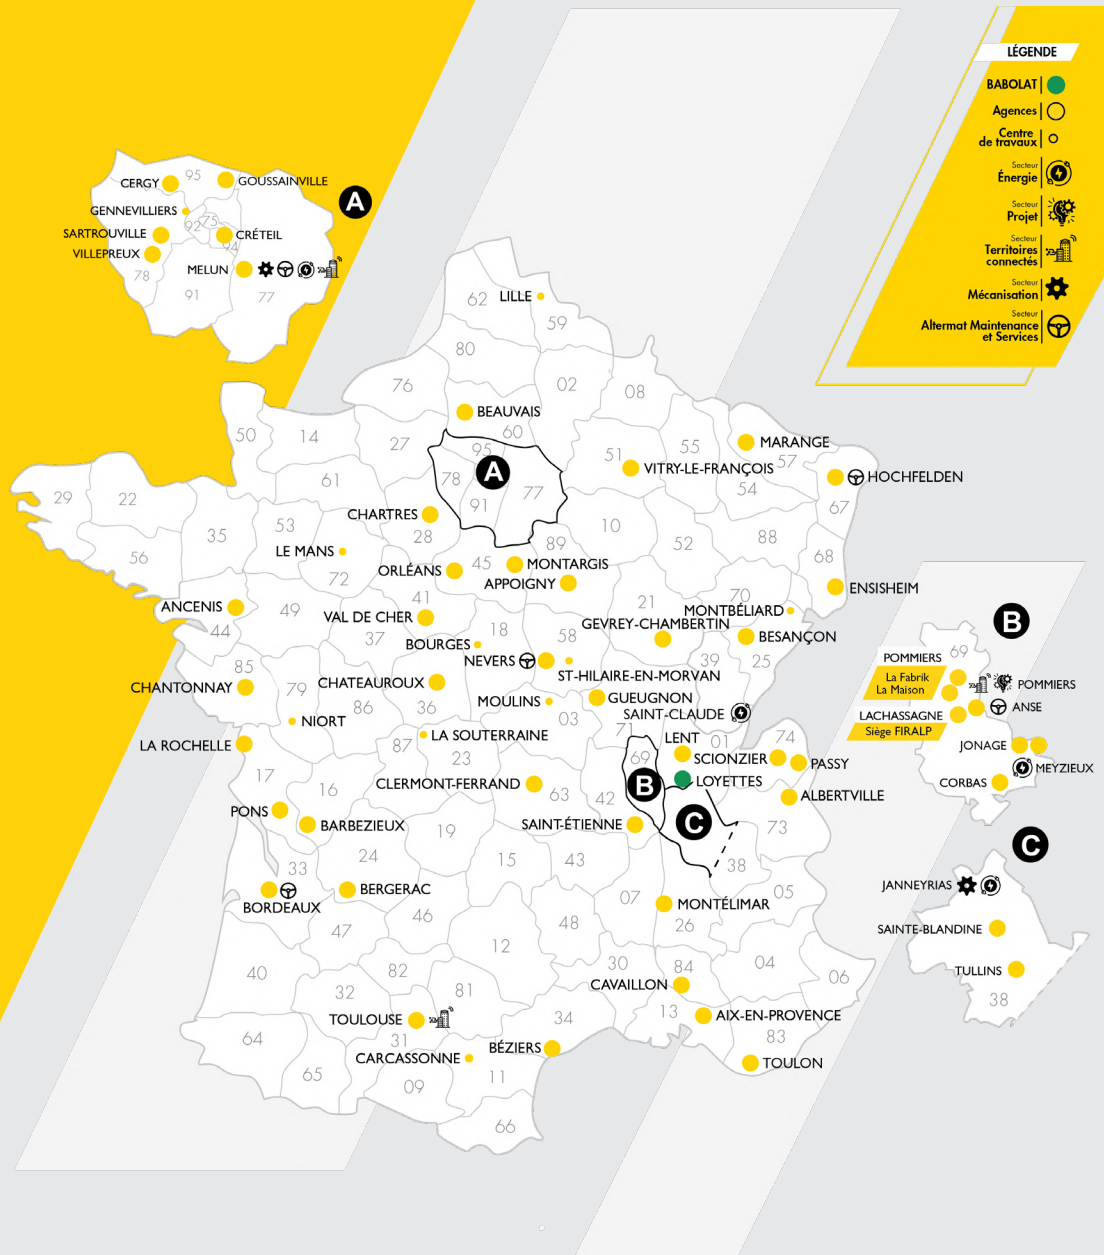 LÉGENDE
BABOLAT
Agences
Centre
de travaux
Secteur
Énergie
Secteur
Projet
Secteur
Territoires
connectés
Secteur
Mécanisation
Secteur
Altermat Maintenance
et Services
A
CERGY
95
GOUSSAINVILLE
GENNEVILLIERS
75
92
SARTROUVILLE
CRÉTEIL
94
VILLEPREUX
MELUN
78
91
77
62
LILLE
59
80
76
02
08
BEAUVAIS
60
50
14
27
95
51
55
MARANGE
57
VITRY-LE-FRANÇOIS
A
78
61
HOCHFELDEN
54
77
29
22
91
67
CHARTRES
53
10
35
28
88
52
89
LE MANS
56
68
45
MONTARGIS
ORLÉANS
72
APPOIGNY
ENSISHEIM
41
70
21
ANCENIS
49
MONTBÉLIARD
VAL DE CHER
GEVREY-CHAMBERTIN
44
18
58
37
BESANÇON
BOURGES
NEVERS
39
25
85
ST-HILAIRE-EN-MORVAN
CHANTONNAY
79
CHATEAUROUX
GUEUGNON
MOULINS
86
36
SAINT-CLAUDE
03
NIORT
71
LA ROCHELLE
LA SOUTERRAINE
LENT
01
74
87
23
69
SCIONZIER
PASSY
17
LOYETTES
CLERMONT-FERRAND
B
16
63
42
ALBERTVILLE
PONS
BARBEZIEUX
SAINT-ÉTIENNE
C
73
19
24
15
43
38
33
BERGERAC
05
BORDEAUX
07
MONTÉLIMAR
46
48
26
47
12
40
82
30
84
04
06
CAVAILLON
32
81
TOULOUSE
34
13
AIX-EN-PROVENCE
64
31
83
BÉZIERS
CARCASSONNE
TOULON
65
09
11
66
B
POMMIERS
69
La Fabrik
La Maison
POMMIERS
LACHASSAGNE
ANSE
Siège FIRALP
JONAGE
MEYZIEUX
CORBAS
C
JANNEYRIAS
SAINTE-BLANDINE
TULLINS
38